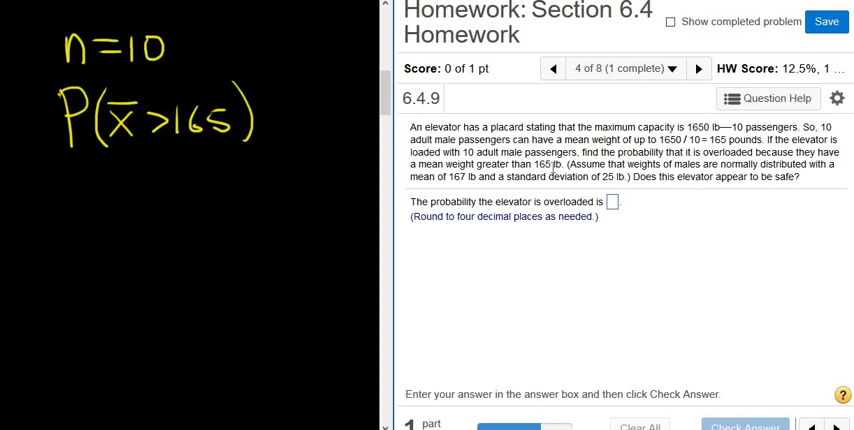 n=10
P(x̅ >165)
Homework: Section 6.4
Homework
Show completed problem
Save
Score: 0 of 1 pt
4 of 8 (1 complete)
HW Score: 12.5%, 1 ...
6.4.9
Question Help
An elevator has a placard stating that the maximum capacity is 1650 lb—10 passengers. So, 10
adult male passengers can have a mean weight of up to 1650 / 10 = 165 pounds. If the elevator is
loaded with 10 adult male passengers, find the probability that it is overloaded because they have
a mean weight greater than 165 lb. (Assume that weights of males are normally distributed with a
mean of 167 lb and a standard deviation of 25 lb.) Does this elevator appear to be safe?
The probability the elevator is overloaded is .
(Round to four decimal places as needed.)
Enter your answer in the answer box and then click Check Answer.
?
1 part
Clear All
Check Answer